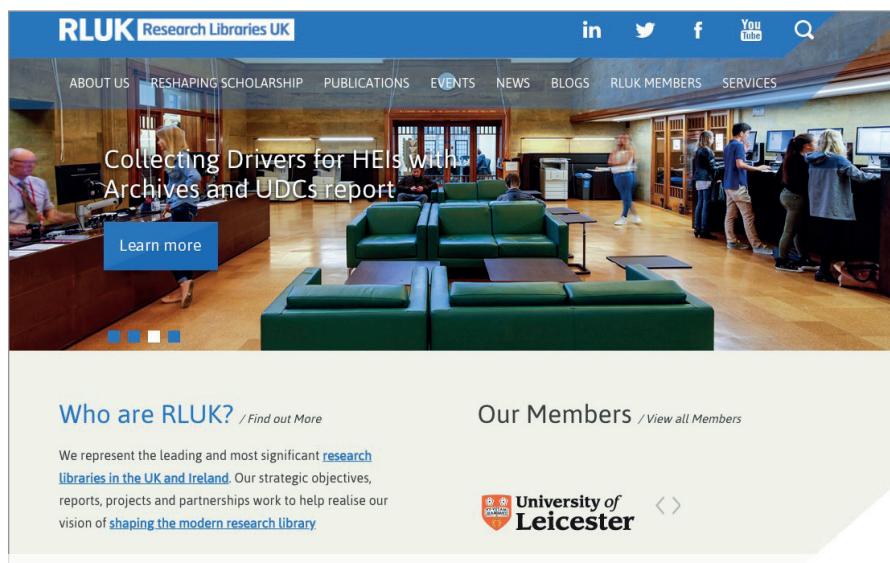 RLUK Research Libraries UK
in
f
You
Tube
ABOUT US RESHAPING SCHOLARSHIP PUBLICATIONS EVENTS NEWS BLOGS RLUK MEMBERS SERVICES
Collecting Drivers for HEIs with
Archives and UDCs report
Learn more
Who are RLUK? / Find out More
We represent the leading and most significant research
libraries in the UK and Ireland. Our strategic objectives,
reports, projects and partnerships work to help realise our
vision of shaping the modern research library
Our Members / View all Members
University of
Leicester